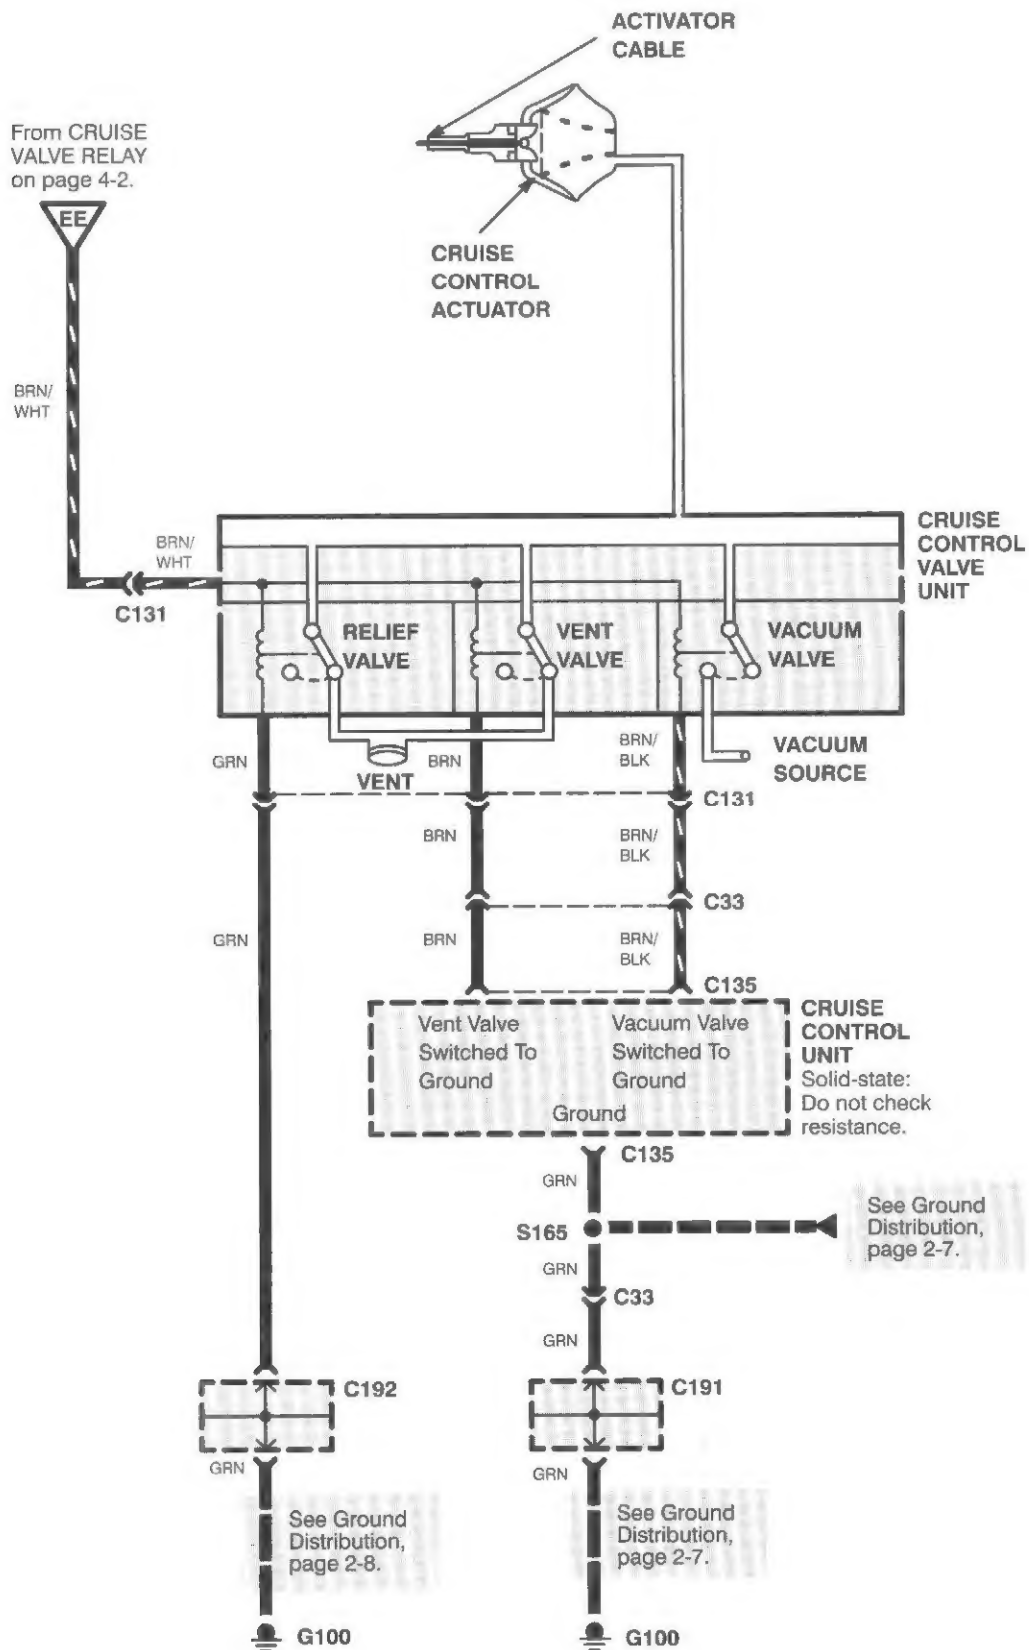 ACTIVATOR
CABLE
From CRUISE
VALVE RELAY
on page 4-2.
EE
CRUISE
CONTROL
ACTUATOR
BRN/
WHT
BRN/
WHT
C131
CRUISE
CONTROL
VALVE
UNIT
RELIEF
VALVE
VENT
VALVE
VACUUM
VALVE
GRN
VENT
BRN
BRN/
BLK
VACUUM
SOURCE
C131
BRN
BRN/
BLK
C33
GRN
BRN
BRN/
BLK
C135
Vent Valve
Switched To
Ground
Vacuum Valve
Switched To
Ground
Ground
CRUISE
CONTROL
UNIT
Solid-state:
Do not check
resistance.
C135
GRN
S165
See Ground
Distribution,
page 2-7.
GRN
C33
GRN
C192
C191
GRN
GRN
See Ground
Distribution,
page 2-8.
See Ground
Distribution,
page 2-7.
G100
G100